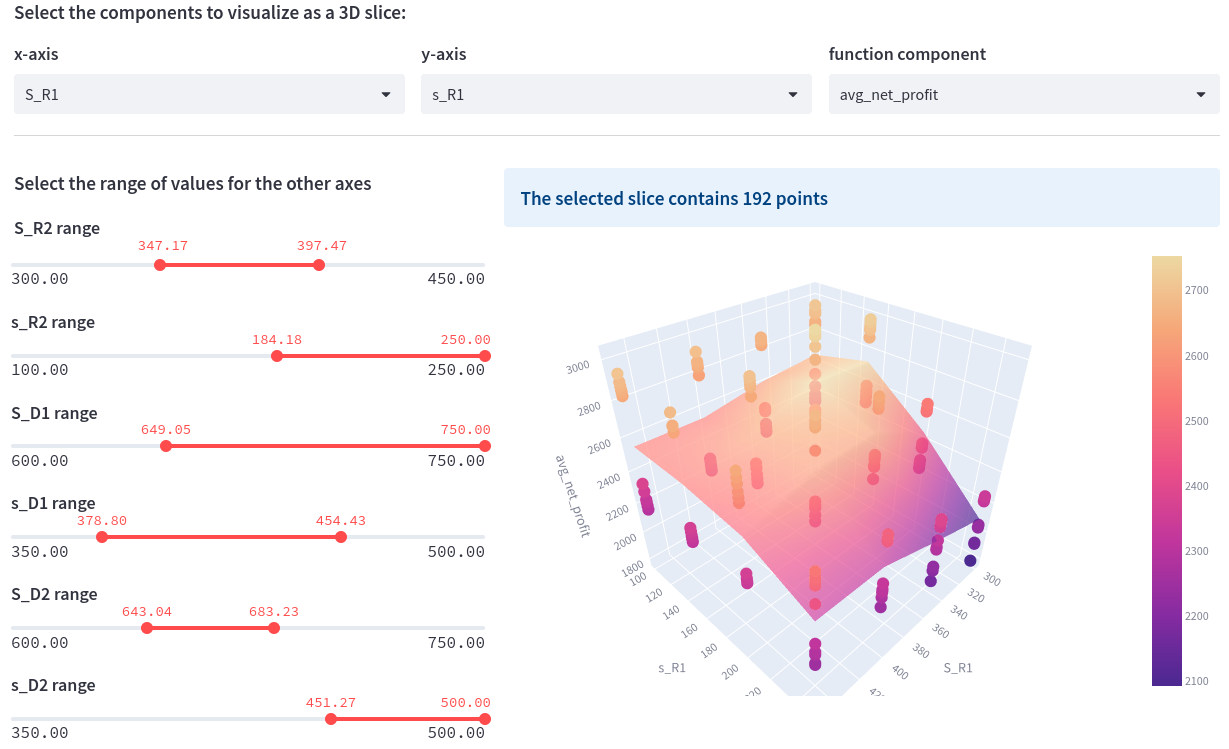 Select the components to visualize as a 3D slice:
x-axis
y-axis
function component
S_R1
s_R1
avg_net_profit
Select the range of values for the other axes
The selected slice contains 192 points
S_R2 range
347.17 397.47
300.00 450.00
s_R2 range
184.18 250.00
100.00 250.00
S_D1 range
649.05 750.00
600.00 750.00
s_D1 range
378.80 454.43
350.00 500.00
S_D2 range
643.04 683.23
600.00 750.00
s_D2 range
451.27 500.00
350.00 500.00
avg_net_profit
3000
2800
2600
2400
2200
2000
1800
100
120
140
160
180
200
s_R1
300
320
340
360
380
400
S_R1
2700
2600
2500
2400
2300
2200
2100